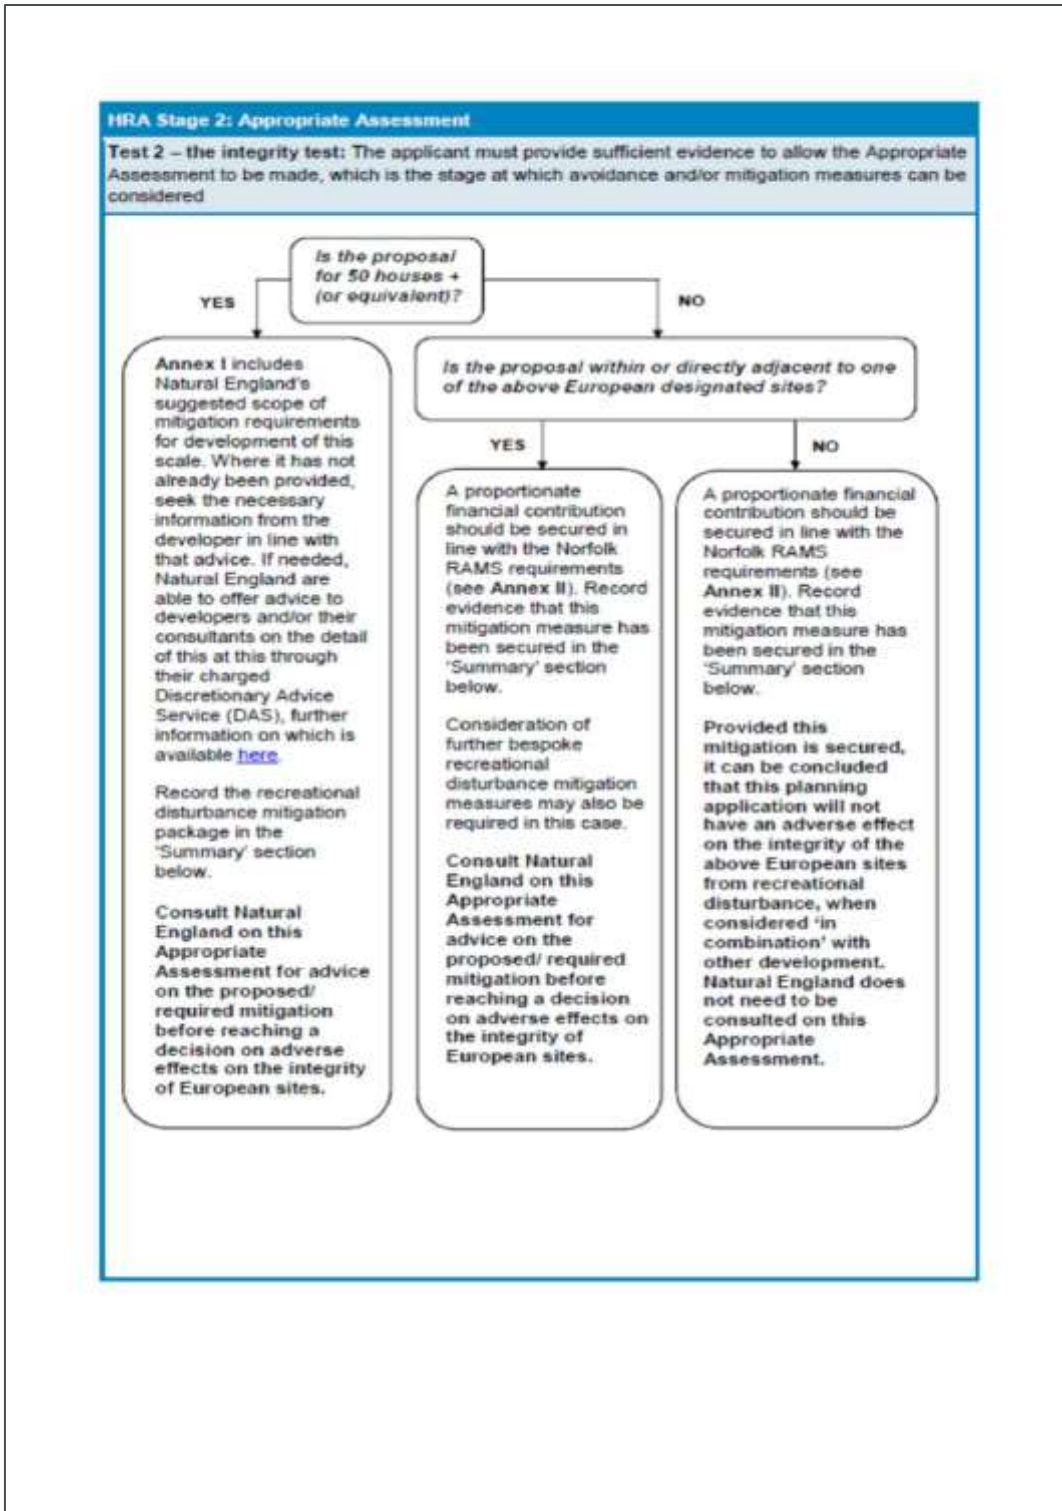 HRA Stage 2: Appropriate Assessment
Test 2 – the integrity test: The applicant must provide sufficient evidence to allow the Appropriate
Assessment to be made, which is the stage at which avoidance and/or mitigation measures can be
considered
Is the proposal
for 50 houses +
(or equivalent)?
YES
NO
Annex I includes
Natural England's
suggested scope of
mitigation requirements
for development of this
scale. Where it has not
already been provided,
seek the necessary
information from the
developer in line with
that advice. If needed,
Natural England are
able to offer advice to
developers and/or their
consultants on the detail
of this at this through
their charged
Discretionary Advice
Service (DAS), further
information on which is
available here.
Record the recreational
disturbance mitigation
package in the
'Summary' section
below.
Consult Natural
England on this
Appropriate
Assessment for advice
on the proposed/
required mitigation
before reaching a
decision on adverse
effects on the integrity
of European sites.
Is the proposal within or directly adjacent to one
of the above European designated sites?
YES
NO
A proportionate
financial contribution
should be secured in
line with the Norfolk
RAMS requirements
(see Annex II). Record
evidence that this
mitigation measure has
been secured in the
'Summary' section
below.
Consideration of
further bespoke
recreational
disturbance mitigation
measures may also be
required in this case.
Consult Natural
England on this
Appropriate
Assessment for
advice on the
proposed/ required
mitigation before
reaching a decision
on adverse effects on
the integrity of
European sites.
A proportionate financial
contribution should be
secured in line with the
Norfolk RAMS
requirements (see
Annex II). Record
evidence that this
mitigation measure has
been secured in the
'Summary' section
below.
Provided this
mitigation is secured,
it can be concluded
that this planning
application will not
have an adverse effect
on the integrity of the
above European sites
from recreational
disturbance, when
considered 'in
combination' with
other development.
Natural England does
not need to be
consulted on this
Appropriate
Assessment.